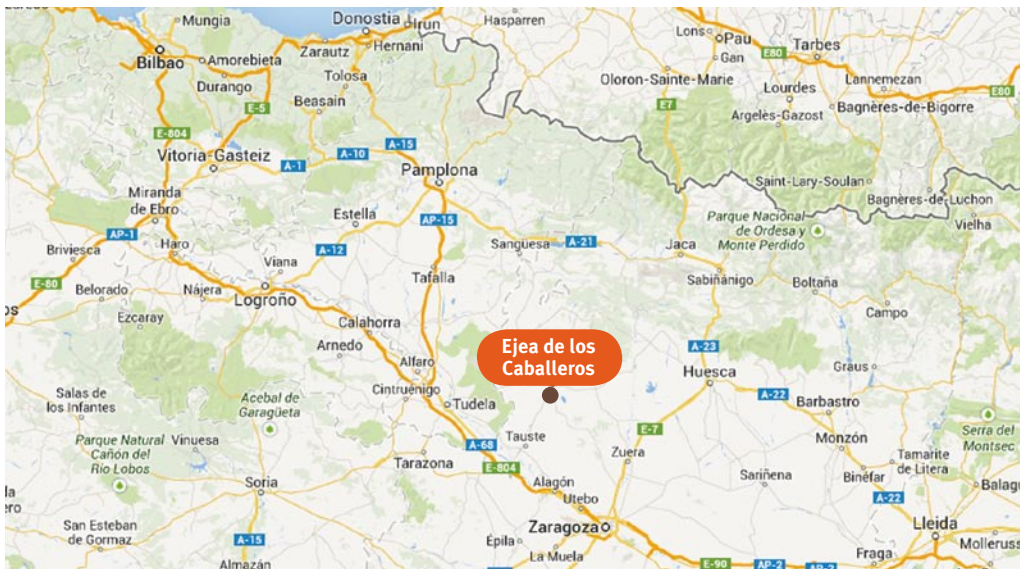 Mungia
Donostia
Irun
Hasparren
Lons
Pau
Tarbes
E80
Zarautz
Hernani
Gan
Bilbao
Amorebieta
Durango
Tolosa
Oloron-Sainte-Marie
Lourdes
Lannemezan
E80
E-5
Beasain
E7
Bagnères-de-Bigorre
Argelès-Gazost
E-804
A-15
Vitoria-Gasteiz
A-10
A-1
Pamplona
Saint-Lary-Soulan
Miranda
de Ebro
Bagnères-de-Luchon
Estella
AP-15
Parque Nacional
de Ordesa y
Monte Perdido
Vielha
AP-1
Haro
A-12
Sangüesa
A-21
Jaca
Briviesca
Viana
Tafalla
Sabiñánigo
Boltaña
E-80
Belorado
Nájera
Logroño
os
Ezcaray
Calahorra
Campo
Arnedo
Ejea de los
Caballeros
A-23
Alfaro
Huesca
Graus
Cintruénigo
Salas de
los Infantes
Acebal de
Garagüeta
Tudela
A-22
Barbastro
Parque Natural
Cañón del
Río Lobos
Vinuesa
Tauste
E-7
Monzón
Serra del
Montsec
A-68
Zuera
Tarazona
E-804
Sariñena
Binéfar
Tamarite
de Litera
Soria
Alagón
Utebo
A-22
Balagu
ero
San Esteban
de Gormaz
A-15
Zaragoza
Lleida
Épila
La Muela
Molleruss
Almazán
E-90
AP-2
Fraga
AP-2